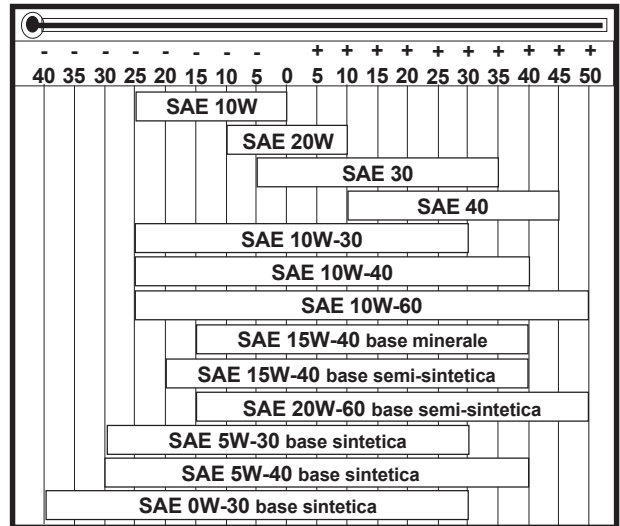 - - - - - - - - + + + + + + + + + +
40 35 30 25 20 15 10 5 0 5 10 15 20 25 30 35 40 45 50
SAE 10W
SAE 20W
SAE 30
SAE 40
SAE 10W-30
SAE 10W-40
SAE 10W-60
SAE 15W-40 base minerale
SAE 15W-40 base semi-sintetica
SAE 20W-60 base semi-sintetica
SAE 5W-30 base sintetica
SAE 5W-40 base sintetica
SAE 0W-30 base sintetica